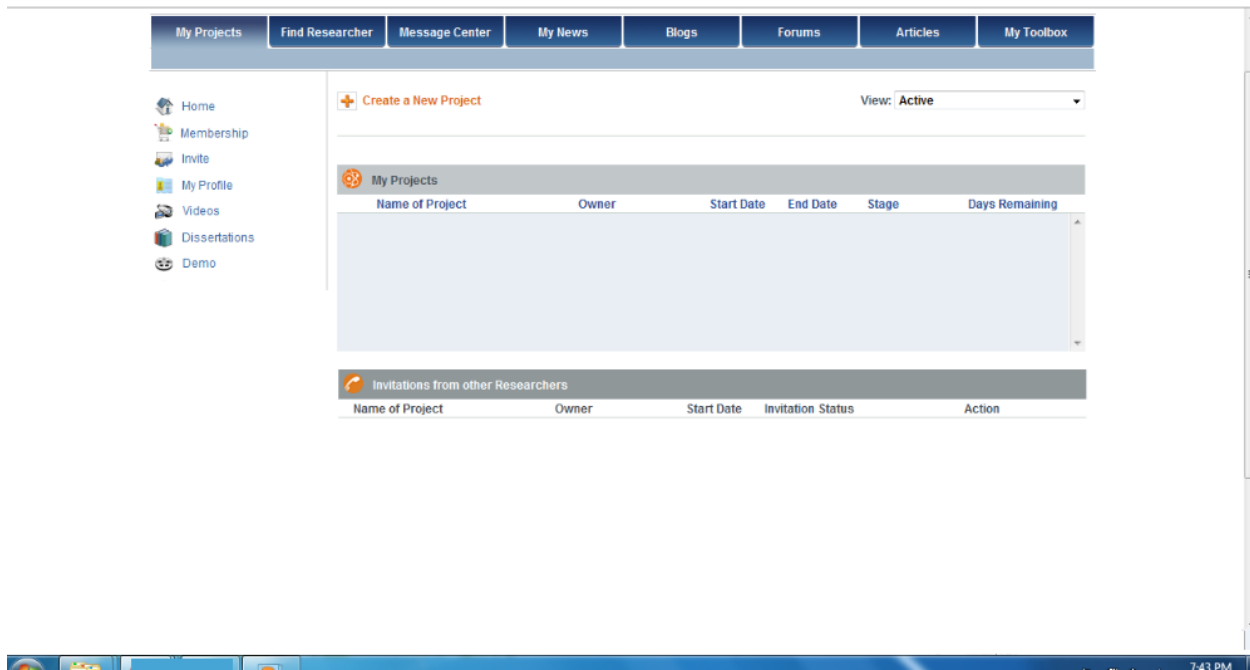 My Projects Find Researcher Message Center My News Blogs Forums Articles My Toolbox
Home
Membership
Invite
My Profile
Videos
Dissertations
Demo
Create a New Project View: Active
My Projects
Name of Project Owner Start Date End Date Stage Days Remaining
Invitations from other Researchers
Name of Project Owner Start Date Invitation Status Action
7:43 PM